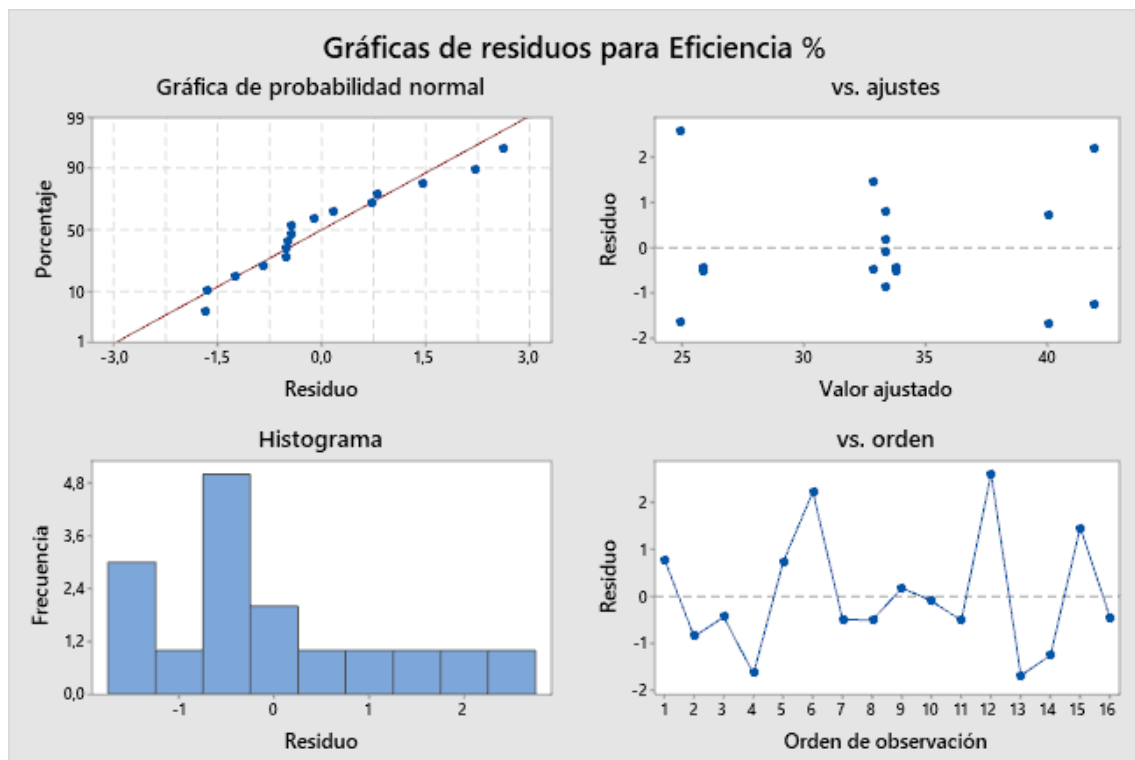 Gráficas de residuos para Eficiencia %
Gráfica de probabilidad normal
99
90
50
10
1
Porcentaje
-3,0 -1,5 0,0 1,5 3,0
Residuo
vs. ajustes
2
1
0
-1
-2
Residuo
25 30 35 40
Valor ajustado
Histograma
4,8
3,6
2,4
1,2
0,0
Frecuencia
-1 0 1 2
Residuo
vs. orden
2
1
0
-1
-2
Residuo
1 2 3 4 5 6 7 8 9 10 11 12 13 14 15 16
Orden de observación